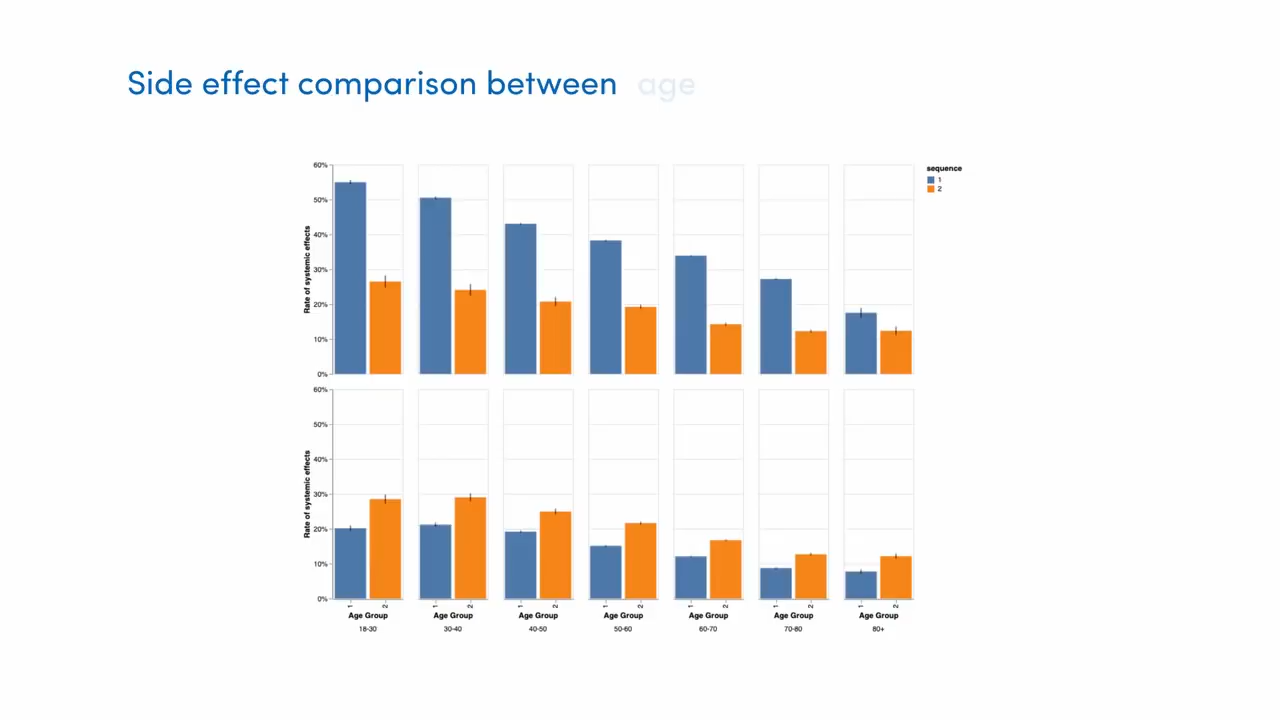 Side effect comparison between age
sequence
1
2
60%
50%
40%
30%
20%
10%
0%
Rate of systemic effects
60%
50%
40%
30%
20%
10%
0%
Rate of systemic effects
1 2 1 2 1 2 1 2 1 2 1 2 1 2
Age Group Age Group Age Group Age Group Age Group Age Group Age Group
18-30 30-40 40-50 50-60 60-70 70-80 80+